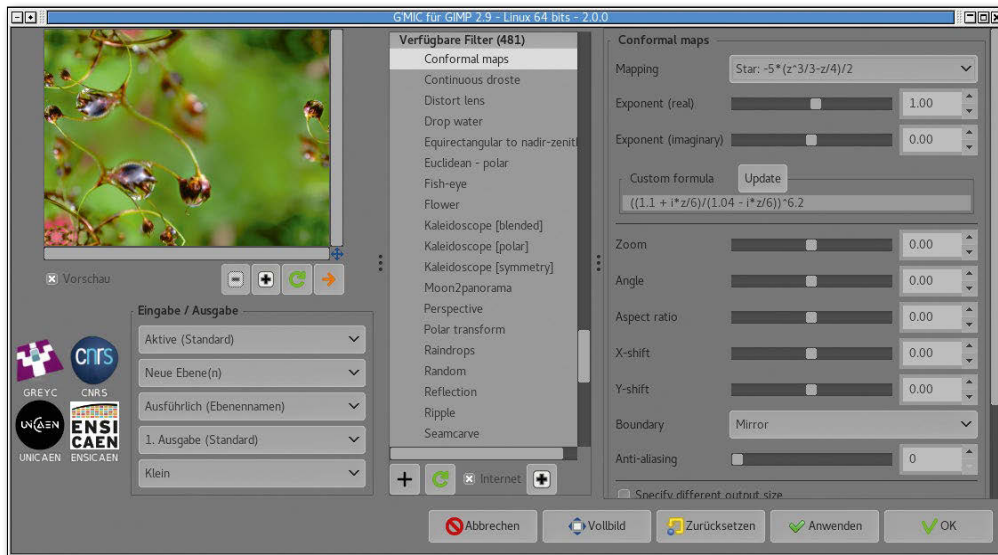 G'MIC für GIMP 2.9 - Linux 64 bits - 2.0.0
Vorschau
Eingabe / Ausgabe
Aktive (Standard)
Neue Ebene(n)
Ausführlich (Ebenennamen)
1. Ausgabe (Standard)
Klein
GREYC
cnrs
CNRS
UNICAEN
UNICAEN
ENSI
CAEN
ENSICAEN
Verfügbare Filter (481)
Conformal maps
Continuous droste
Distort lens
Drop water
Equirectangular to nadir-zenit
Euclidean - polar
Fish-eye
Flower
Kaleidoscope [blended]
Kaleidoscope [polar]
Kaleidoscope [symmetry]
Moon2panorama
Perspective
Polar transform
Raindrops
Random
Reflection
Ripple
Seamcarve
Internet
Conformal maps
Mapping
Star: -5*(z^3/3-z/4)/2
Exponent (real)
1.00
Exponent (imaginary)
0.00
Custom formula
Update
((1.1 + i*z/6)/(1.04 - i*z/6))^6.2
Zoom
0.00
Angle
0.00
Aspect ratio
0.00
X-shift
0.00
Y-shift
0.00
Boundary
Mirror
Anti-aliasing
0
Specify different output size
Abbrechen
Vollbild
Zurücksetzen
Anwenden
OK